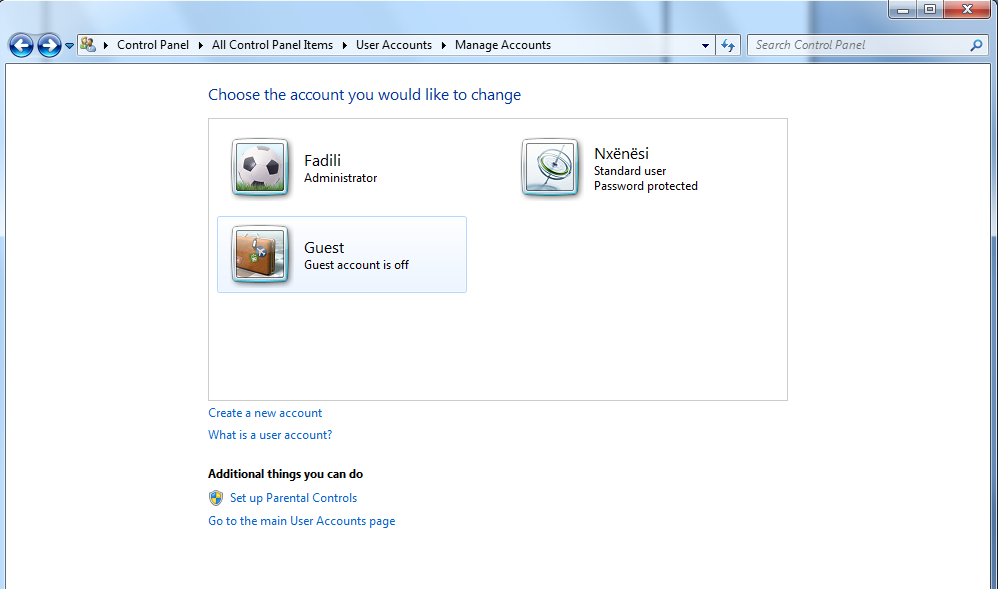 Control Panel All Control Panel Items User Accounts Manage Accounts
Search Control Panel
Choose the account you would like to change
Fadili
Administrator
Nxënësi
Standard user
Password protected
Guest
Guest account is off
Create a new account
What is a user account?
Additional things you can do
Set up Parental Controls
Go to the main User Accounts page